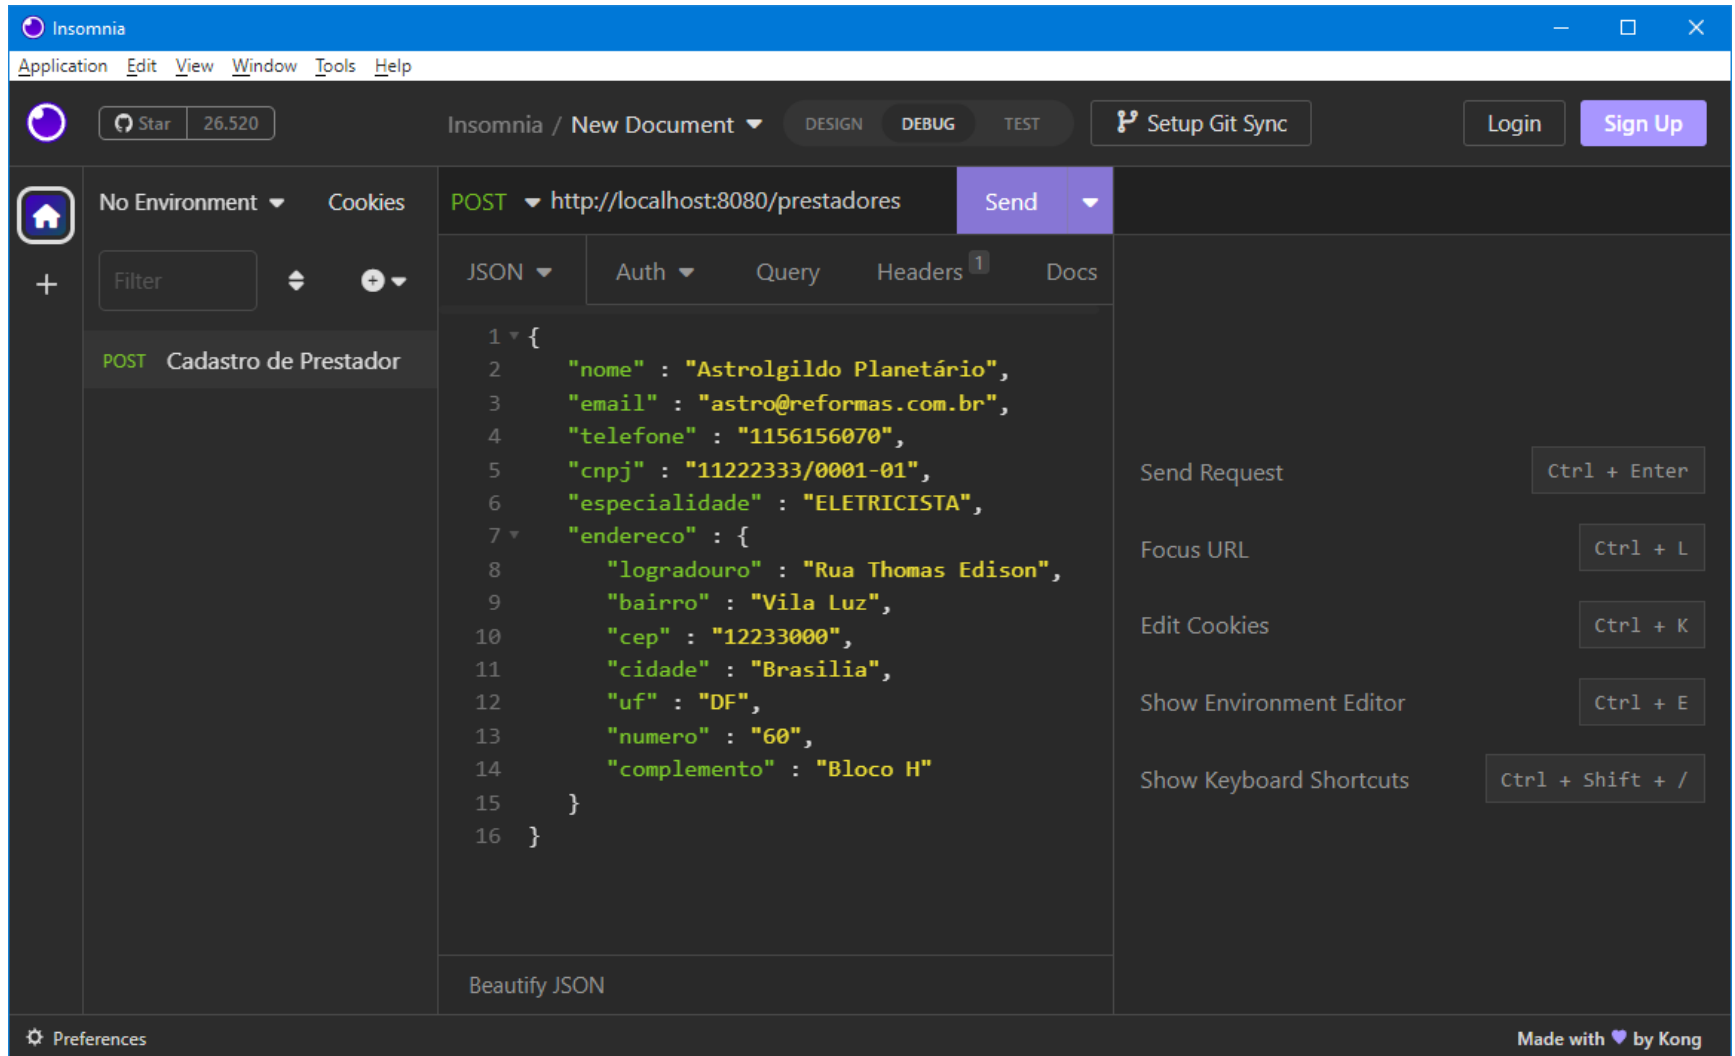 Insomnia
Application Edit View Window Tools Help
Star 26.520
Insomnia / New Document
DESIGN DEBUG TEST
Setup Git Sync
Login
Sign Up
No Environment Cookies
Filter
POST Cadastro de Prestador
POST http://localhost:8080/prestadores Send
JSON Auth Query Headers 1 Docs
1 {
2 "nome" : "Astrolgildo Planetário",
3 "email" : "astro@reformas.com.br",
4 "telefone" : "1156156070",
5 "cnpj" : "11222333/0001-01",
6 "especialidade" : "ELETRICISTA",
7 "endereco" : {
8 "logradouro" : "Rua Thomas Edison",
9 "bairro" : "Vila Luz",
10 "cep" : "12233000",
11 "cidade" : "Brasilia",
12 "uf" : "DF",
13 "numero" : "60",
14 "complemento" : "Bloco H"
15 }
16 }
Beautify JSON
Send Request Ctrl + Enter
Focus URL Ctrl + L
Edit Cookies Ctrl + K
Show Environment Editor Ctrl + E
Show Keyboard Shortcuts Ctrl + Shift + /
Preferences
Made with 💜 by Kong